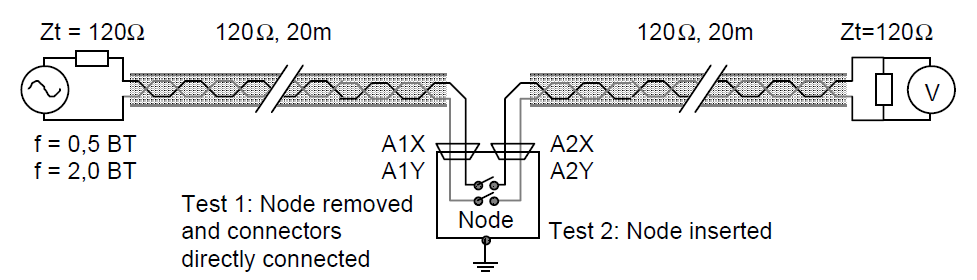 Zt = 120Ω
120Ω, 20m
120Ω, 20m
Zt=120Ω
V
f = 0,5 BT
f = 2,0 BT
A1X
A1Y
A2X
A2Y
Test 1: Node removed
and connectors
directly connected
Node
Test 2: Node inserted